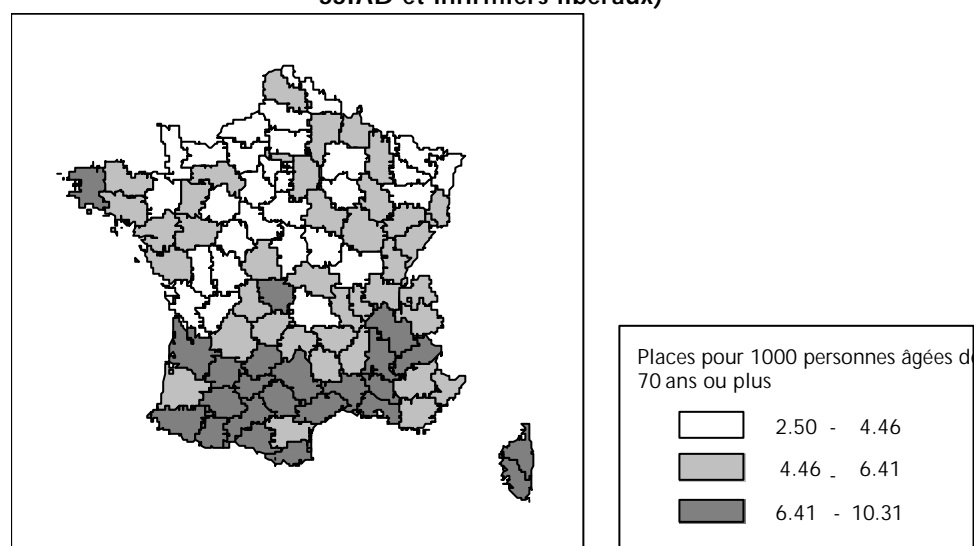 et infirmiers libéraux)
Places pour 1000 personnes âgées
70 ans ou plus
2.50 - 4.46
4.46 - 6.41
6.41 - 10.31